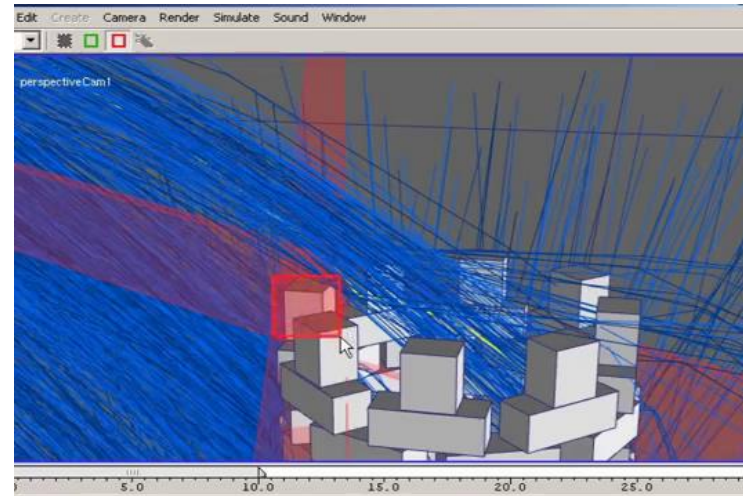 Edit Create Camera Render Simulate Sound Window
perspectiveCam1
5.0 10.0 15.0 20.0 25.0